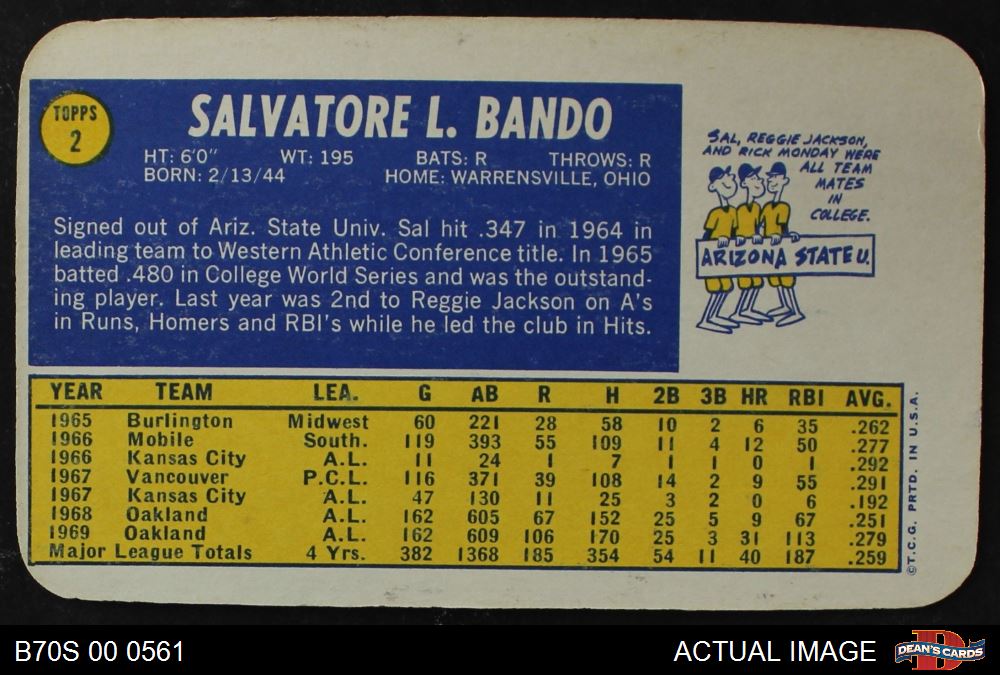 TOPPS
2
SALVATORE L. BANDO
HT: 6'0" WT: 195 BATS: R THROWS: R
BORN: 2/13/44 HOME: WARRENSVILLE, OHIO
Signed out of Ariz. State Univ. Sal hit .347 in 1964 in
leading team to Western Athletic Conference title. In 1965
batted .480 in College World Series and was the outstand-
ing player. Last year was 2nd to Reggie Jackson on A's
in Runs, Homers and RBI's while he led the club in Hits.
SAL, REGGIE JACKSON,
AND RICK MONDAY WERE
ALL TEAM
MATES
IN
COLLEGE.
ARIZONA STATE U.
YEAR TEAM LEA. G AB R H 2B 3B HR RBI AVG.
1965 Burlington Midwest 60 221 28 58 10 2 6 35 .262
1966 Mobile South. 119 393 55 109 11 4 12 50 .277
1966 Kansas City A.L. 11 24 1 7 1 1 0 1 .292
1967 Vancouver P.C.L. 116 371 39 108 14 2 9 55 .291
1967 Kansas City A.L. 47 130 11 25 3 2 0 6 .192
1968 Oakland A.L. 162 605 67 152 25 5 9 67 .251
1969 Oakland A.L. 162 609 106 170 25 3 31 113 .279
Major League Totals 4 Yrs. 382 1368 185 354 54 11 40 187 .259
©T.C.G. PRTD. IN U.S.A.
B70S 00 0561
ACTUAL IMAGE
DEAN'S CARDS